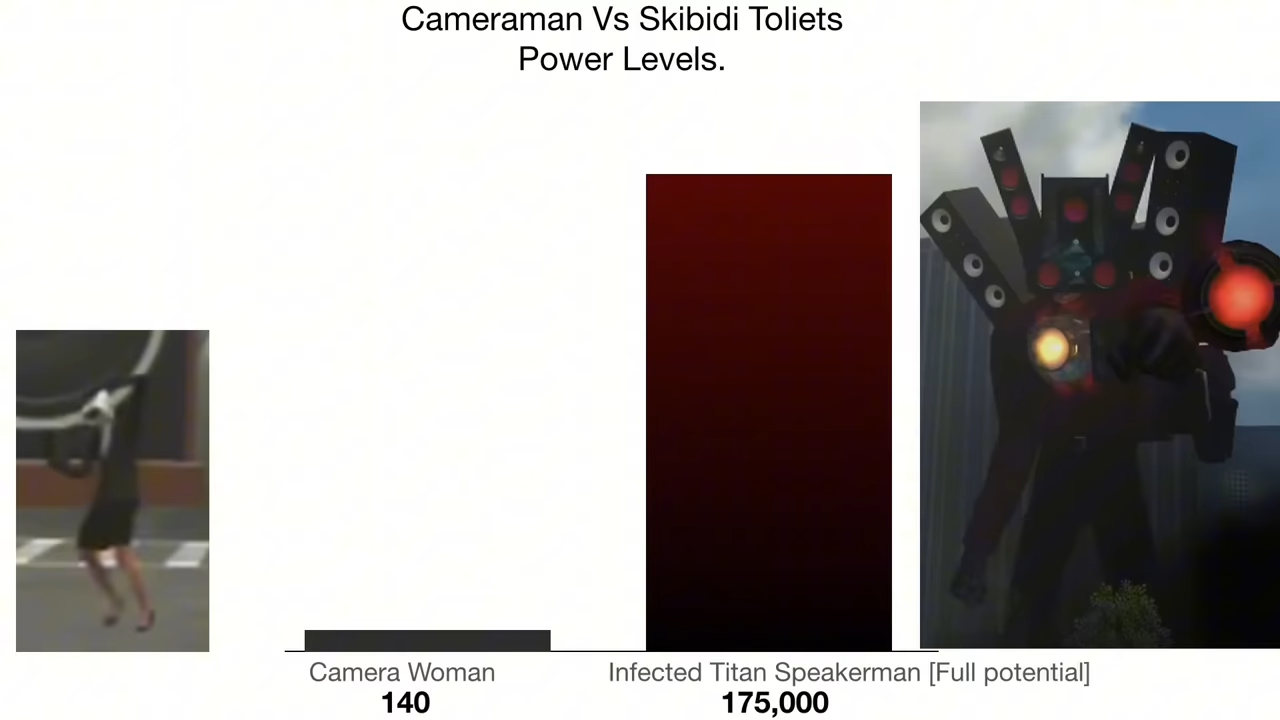 Cameraman Vs Skibidi Toliets
Power Levels.
Camera Woman
140
Infected Titan Speakerman [Full potential]
175,000